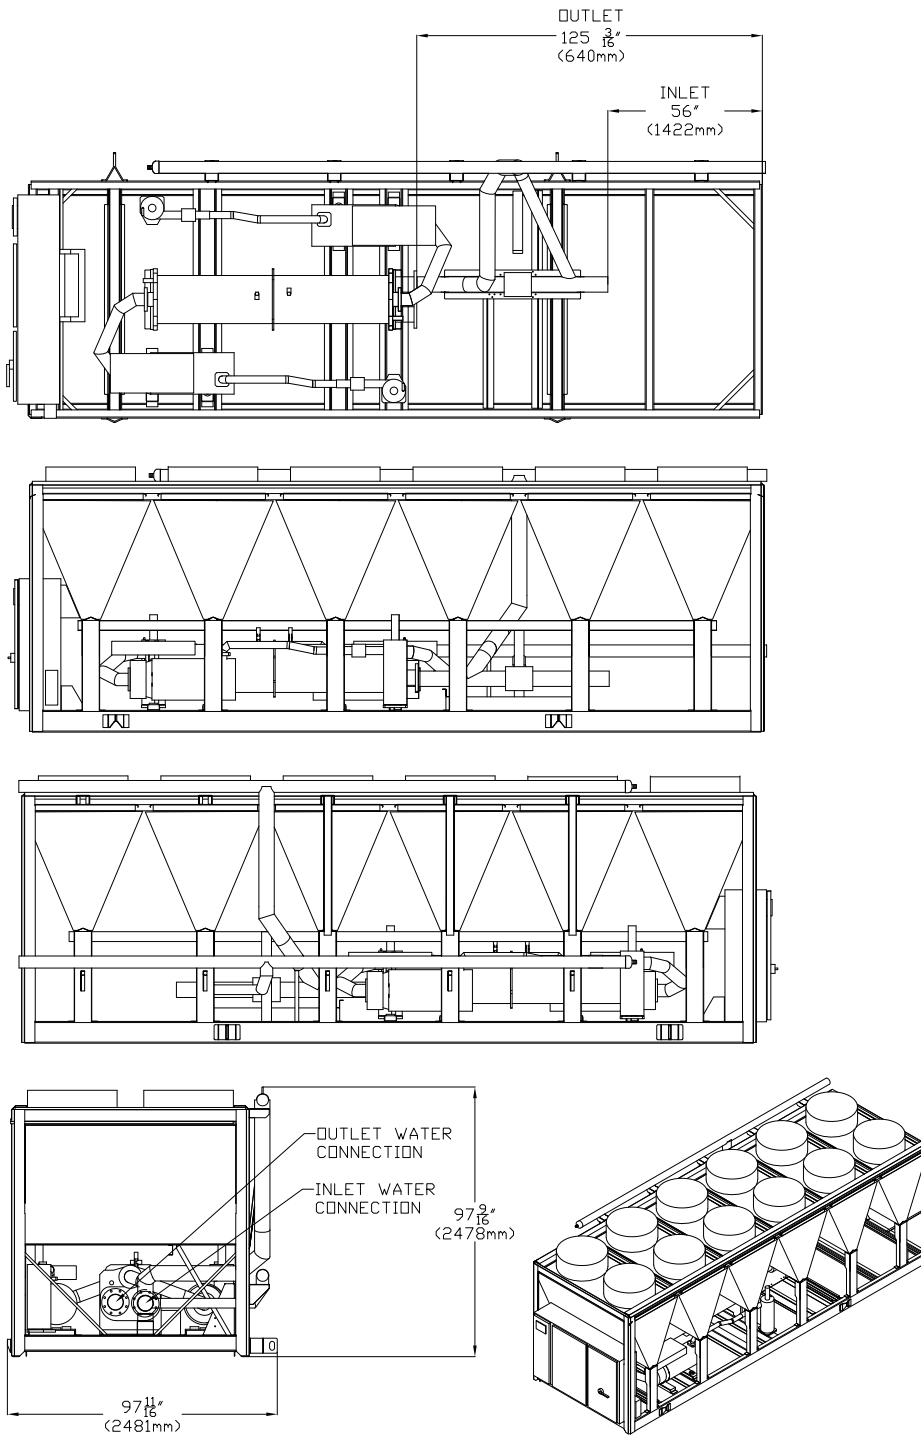 OUTLET
125 3/16"
(640mm)
INLET
56"
(1422mm)
OUTLET WATER
CONNECTION
INLET WATER
CONNECTION
97 9/16"
(2478mm)
97 11/16"
(2481mm)